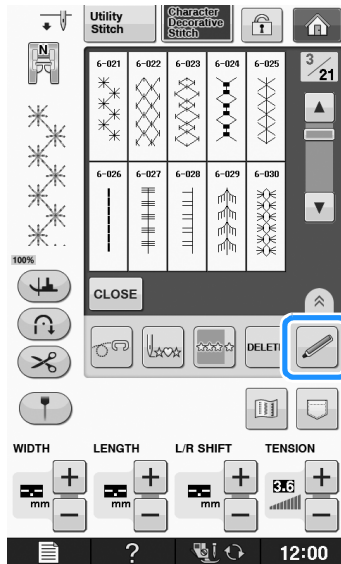 Utility
Stitch
Character
Decorative
Stitch
N
6-021 6-022 6-023 6-024 6-025
3/21
6-026 6-027 6-028 6-029 6-030
100%
CLOSE
DELET
WIDTH LENGTH L/R SHIFT TENSION
3.6
mm mm mm
?
12:00